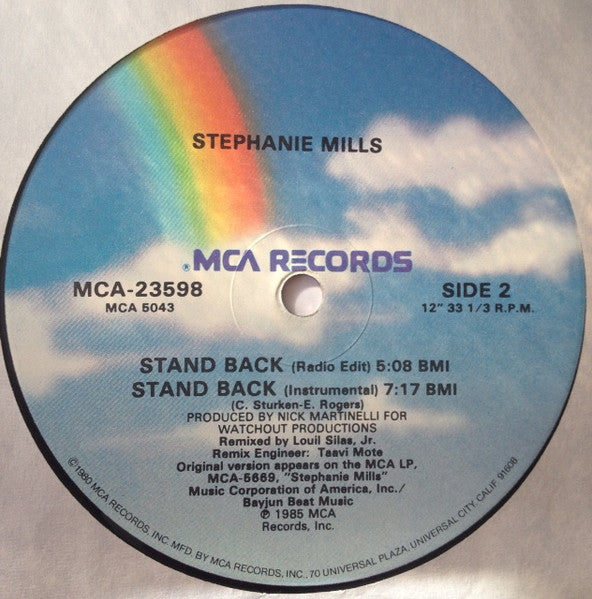 STEPHANIE MILLS
® MCA RECORDS
MCA-23598
MCA 5043
SIDE 2
12" 33 1/3 R.P.M.
STAND BACK (Radio Edit) 5:08 BMI
STAND BACK (Instrumental) 7:17 BMI
(C. Sturken-E. Rogers)
PRODUCED BY NICK MARTINELLI FOR
WATCHOUT PRODUCTIONS
Remixed by Louil Silas, Jr.
Remix Engineer: Taavi Mote
Original version appears on the MCA LP,
MCA-5669, "Stephanie Mills"
Music Corporation of America, Inc./
Bayjun Beat Music
℗ 1985 MCA
Records, Inc.
©1980 MCA RECORDS, INC. MFD. BY MCA RECORDS, INC., 70 UNIVERSAL PLAZA, UNIVERSAL CITY, CALIF. 91608